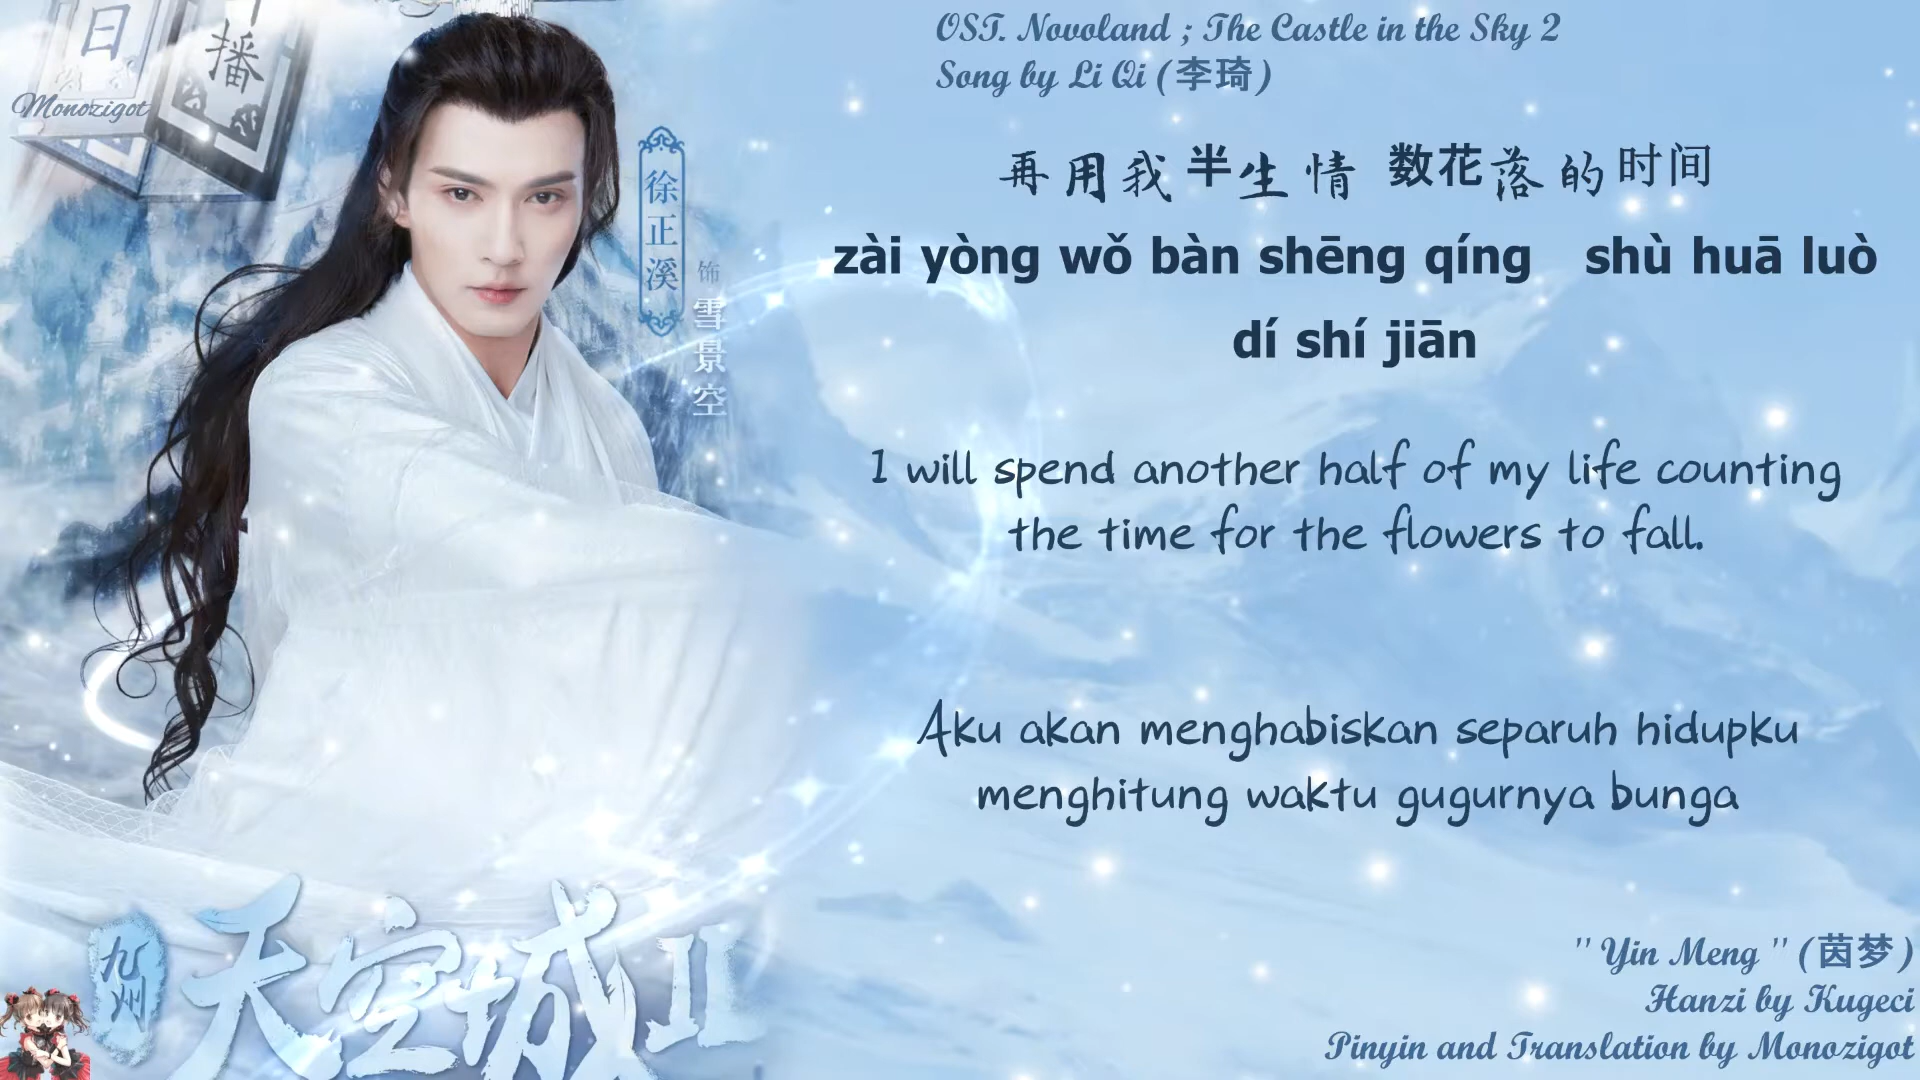 日
播
Monozigot
徐正溪
饰
雪景空
OST. Novoland ; The Castle in the Sky 2
Song by Li Qi (李琦)
再用我半生情 数花落的时间
zài yòng wǒ bàn shēng qíng shù huā luò
dí shí jiān
I will spend another half of my life counting
the time for the flowers to fall.
Aku akan menghabiskan separuh hidupku
menghitung waktu gugurnya bunga
九州
天空城II
" Yin Meng " (茵梦)
Hanzi by Kugeci
Pinyin and Translation by Monozigot